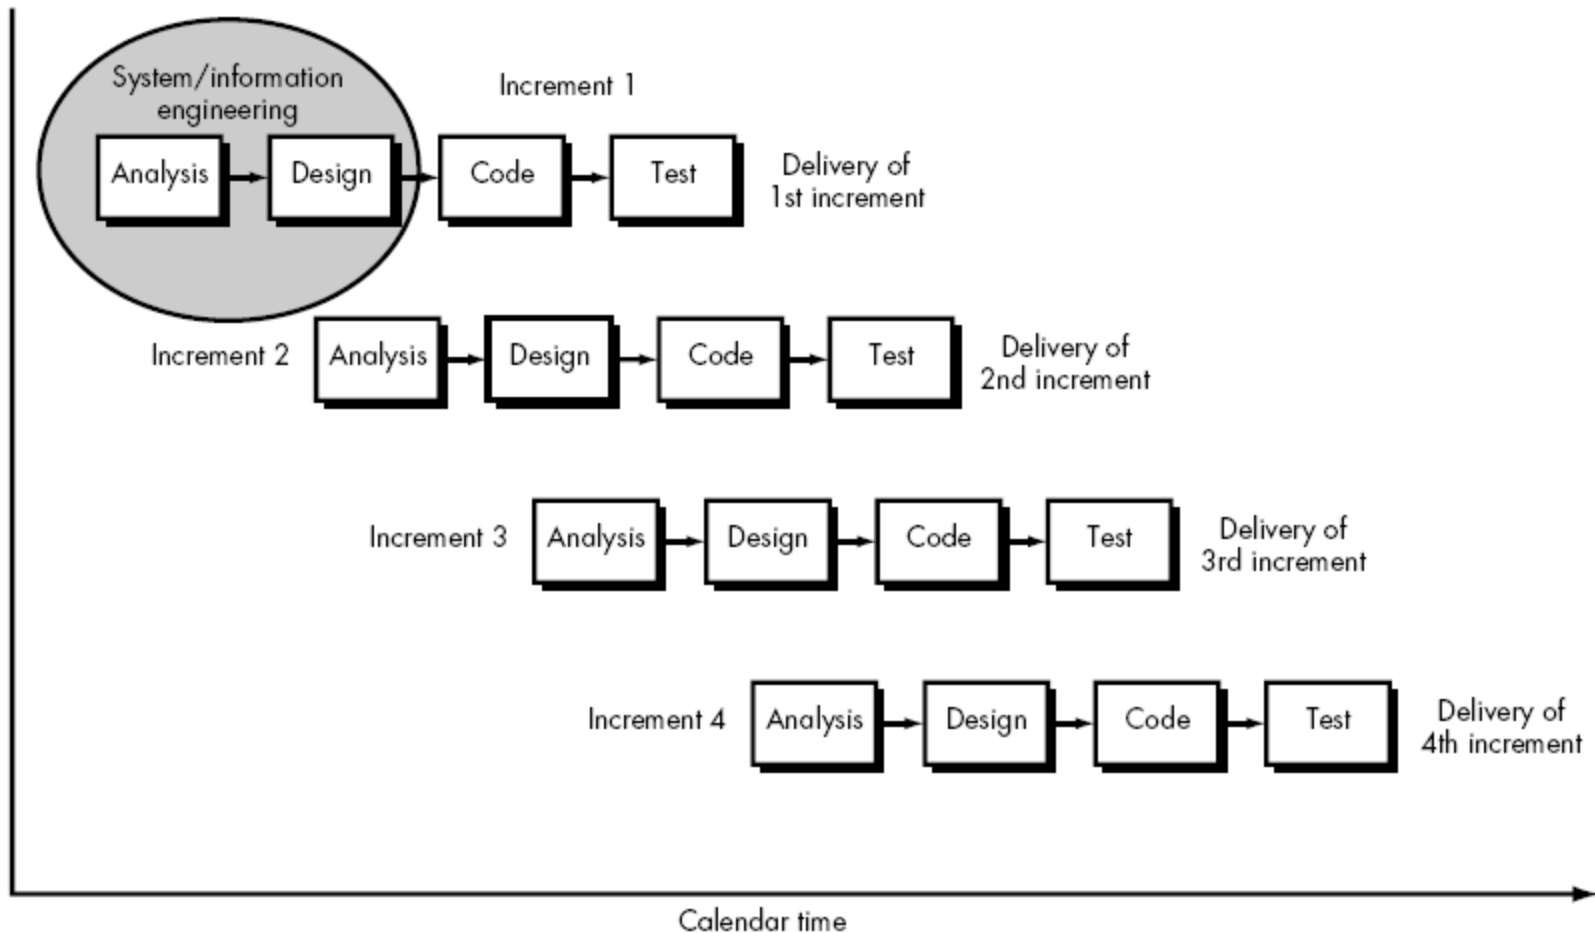 System/information
engineering
Increment 1
Analysis
Design
Code
Test
Delivery of
1st increment
Increment 2
Analysis
Design
Code
Test
Delivery of
2nd increment
Increment 3
Analysis
Design
Code
Test
Delivery of
3rd increment
Increment 4
Analysis
Design
Code
Test
Delivery of
4th increment
Calendar time